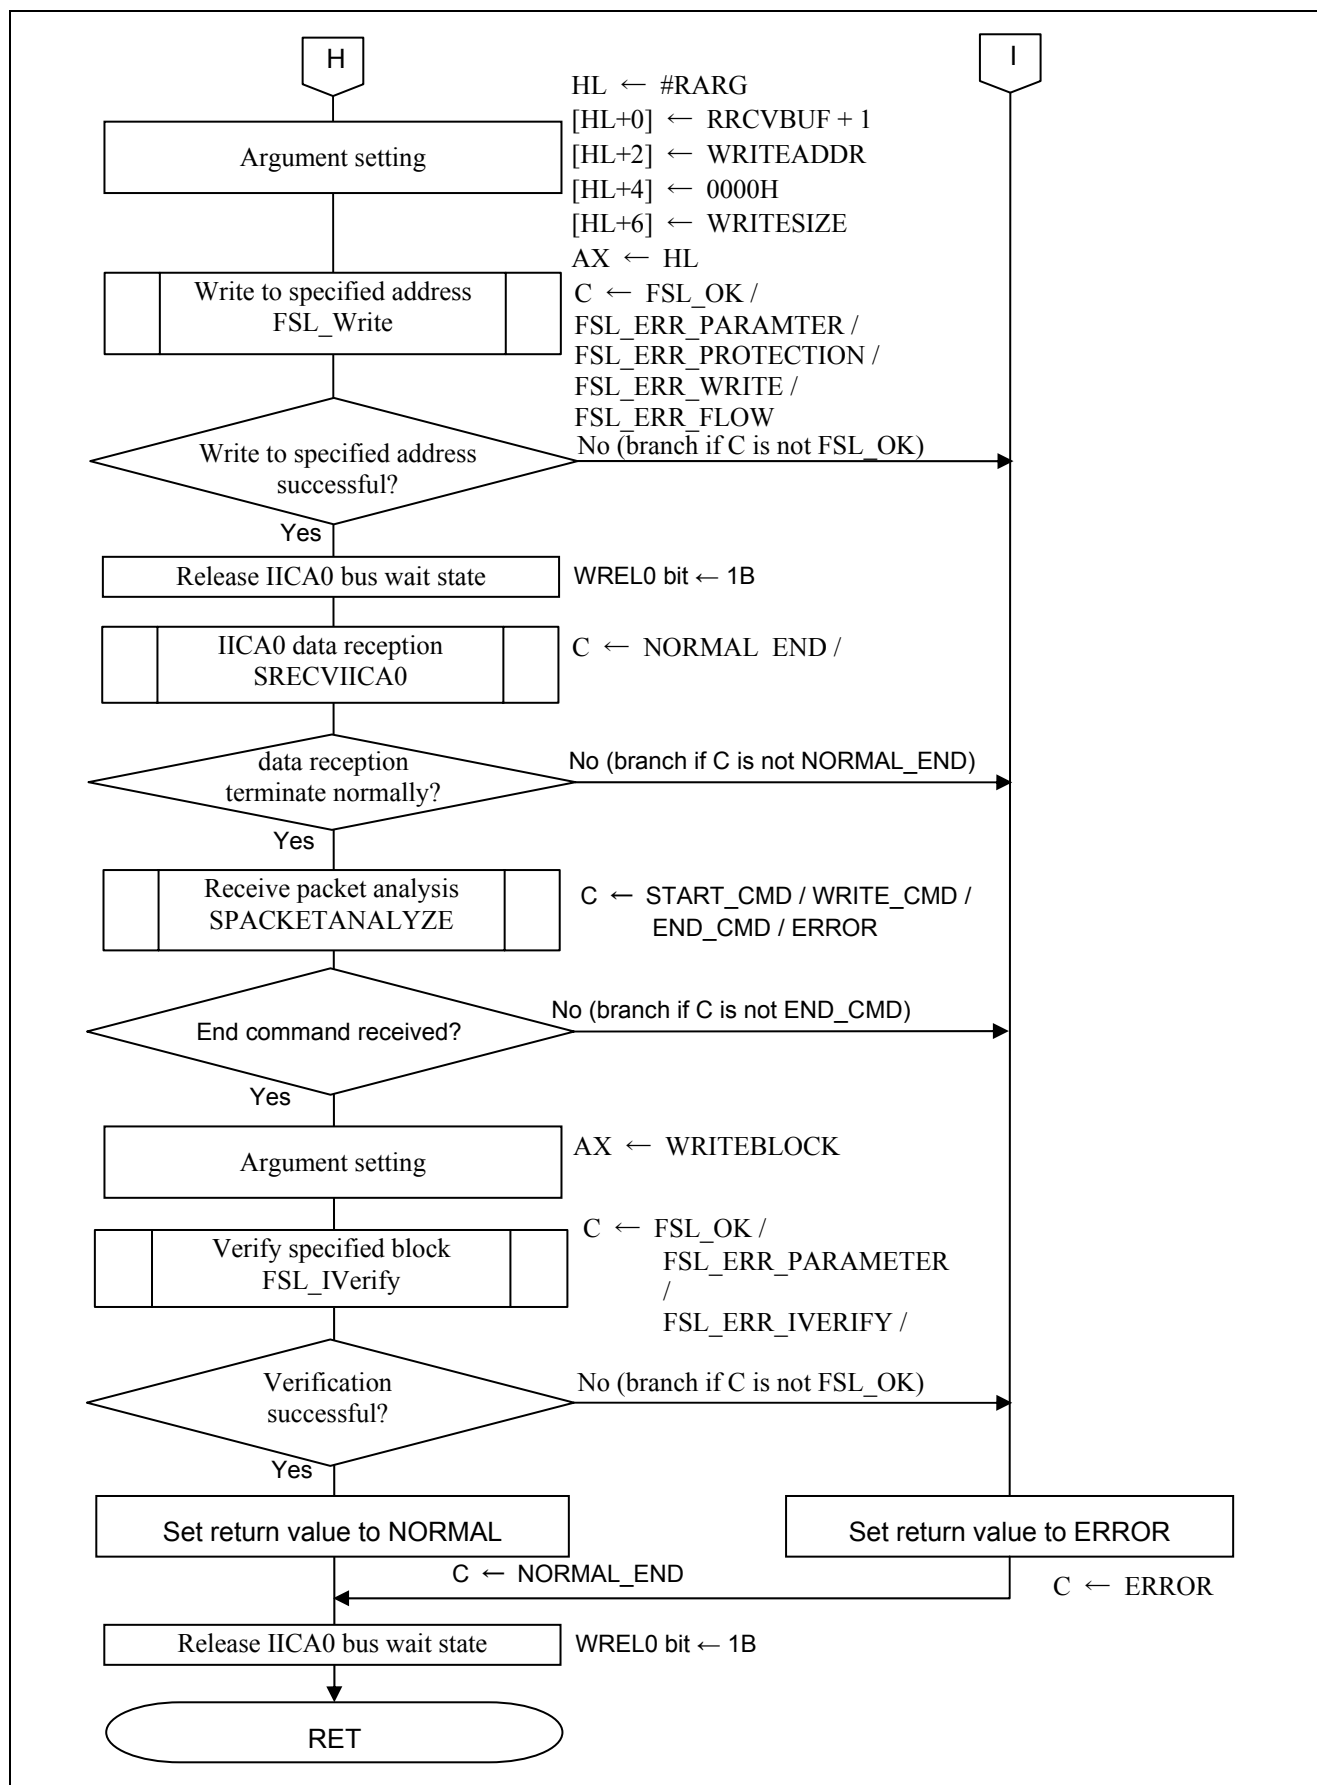 H
I
HL ← #RARG
[HL+0] ← RRCVBUF + 1
[HL+2] ← WRITEADDR
[HL+4] ← 0000H
[HL+6] ← WRITESIZE
AX ← HL
Argument setting
Write to specified address
FSL_Write
C ← FSL_OK /
FSL_ERR_PARAMTER /
FSL_ERR_PROTECTION /
FSL_ERR_WRITE /
FSL_ERR_FLOW
Write to specified address
successful?
No (branch if C is not FSL_OK)
Yes
Release IICA0 bus wait state
WREL0 bit ← 1B
IICA0 data reception
SRECVIICA0
C ← NORMAL END /
data reception
terminate normally?
No (branch if C is not NORMAL_END)
Yes
Receive packet analysis
SPACKETANALYZE
C ← START_CMD / WRITE_CMD /
END_CMD / ERROR
End command received?
No (branch if C is not END_CMD)
Yes
Argument setting
AX ← WRITEBLOCK
Verify specified block
FSL_IVerify
C ← FSL_OK /
FSL_ERR_PARAMETER
/
FSL_ERR_IVERIFY /
Verification
successful?
No (branch if C is not FSL_OK)
Yes
Set return value to NORMAL
Set return value to ERROR
C ← NORMAL_END
C ← ERROR
Release IICA0 bus wait state
WREL0 bit ← 1B
RET